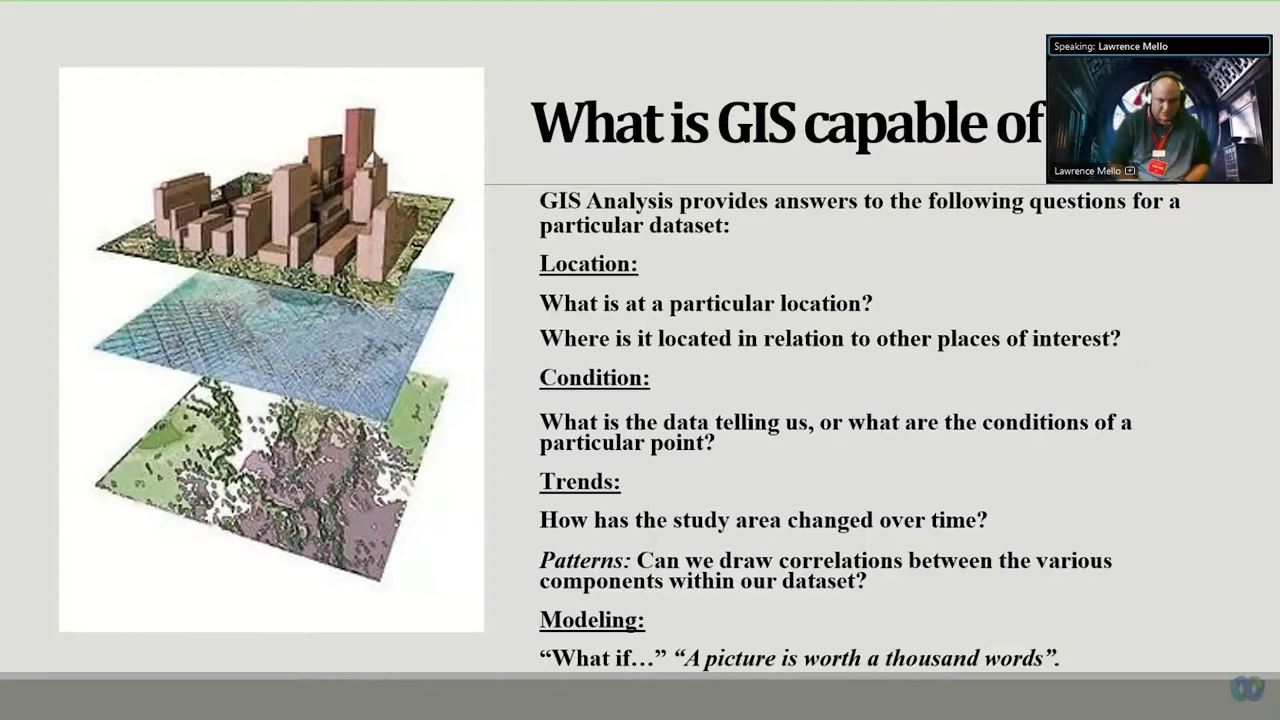 Speaking: Lawrence Mello
What is GIS capable of
Lawrence Mello
GIS Analysis provides answers to the following questions for a
particular dataset:
Location:
What is at a particular location?
Where is it located in relation to other places of interest?
Condition:
What is the data telling us, or what are the conditions of a
particular point?
Trends:
How has the study area changed over time?
Patterns: Can we draw correlations between the various
components within our dataset?
Modeling:
“What if…” “A picture is worth a thousand words”.